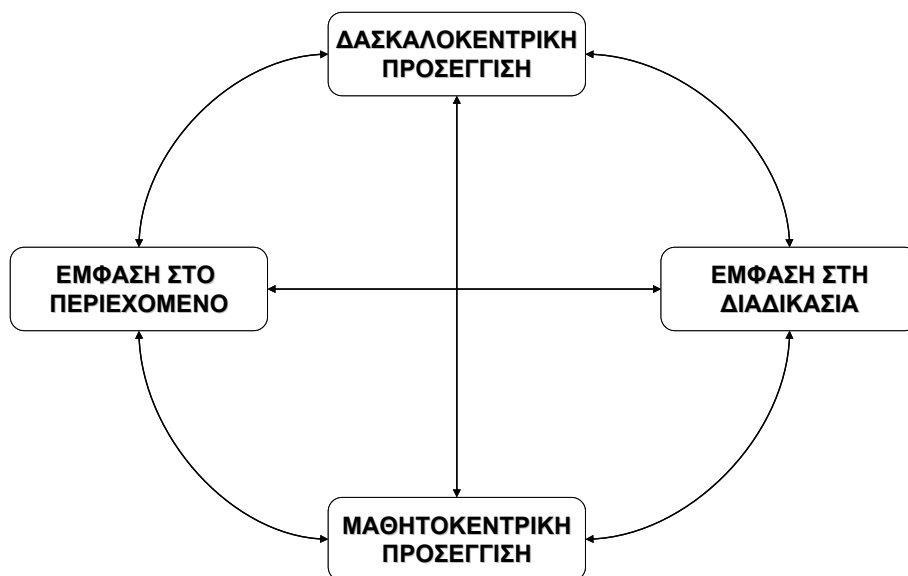 ΔΑΣΚΑΛΟΚΕΝΤΡΙΚΗ
ΠΡΟΣΕΓΓΙΣΗ
ΕΜΦΑΣΗ ΣΤΟ
ΠΕΡΙΕΧΟΜΕΝΟ
ΕΜΦΑΣΗ ΣΤΗ
ΔΙΑΔΙΚΑΣΙΑ
ΜΑΘΗΤΟΚΕΝΤΡΙΚΗ
ΠΡΟΣΕΓΓΙΣΗ